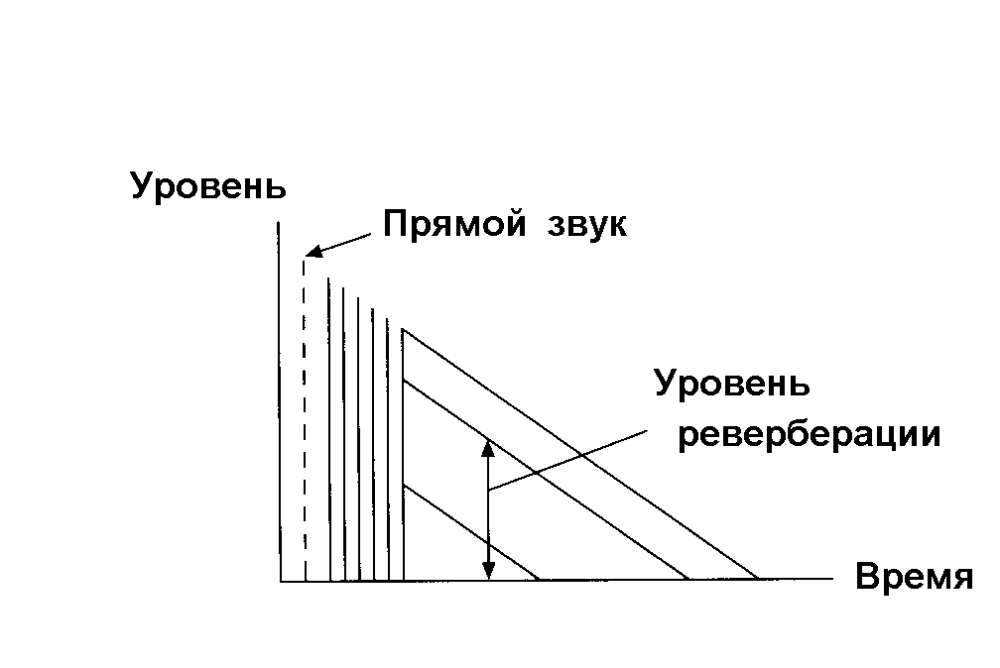 Уровень
Прямой звук
Уровень
реверберации
Время